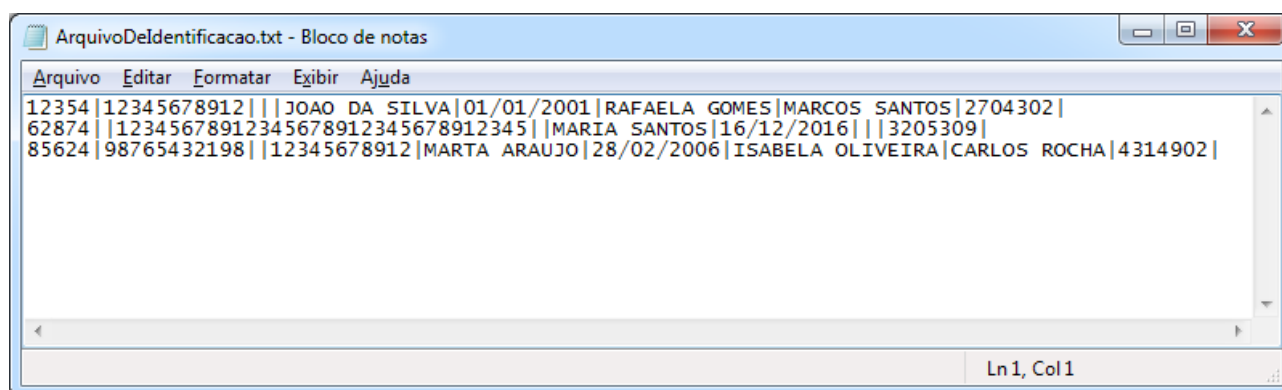 ArquivoDeIdentificacao.txt - Bloco de notas
Arquivo Editar Formatar Exibir Ajuda
12354|12345678912|||JOAO DA SILVA|01/01/2001|RAFAELA GOMES|MARCOS SANTOS|2704302|
62874||12345678912345678912345678912345||MARIA SANTOS|16/12/2016|||3205309|
85624|98765432198||12345678912|MARTA ARAUJO|28/02/2006|ISABELA OLIVEIRA|CARLOS ROCHA|4314902|
Ln 1, Col 1